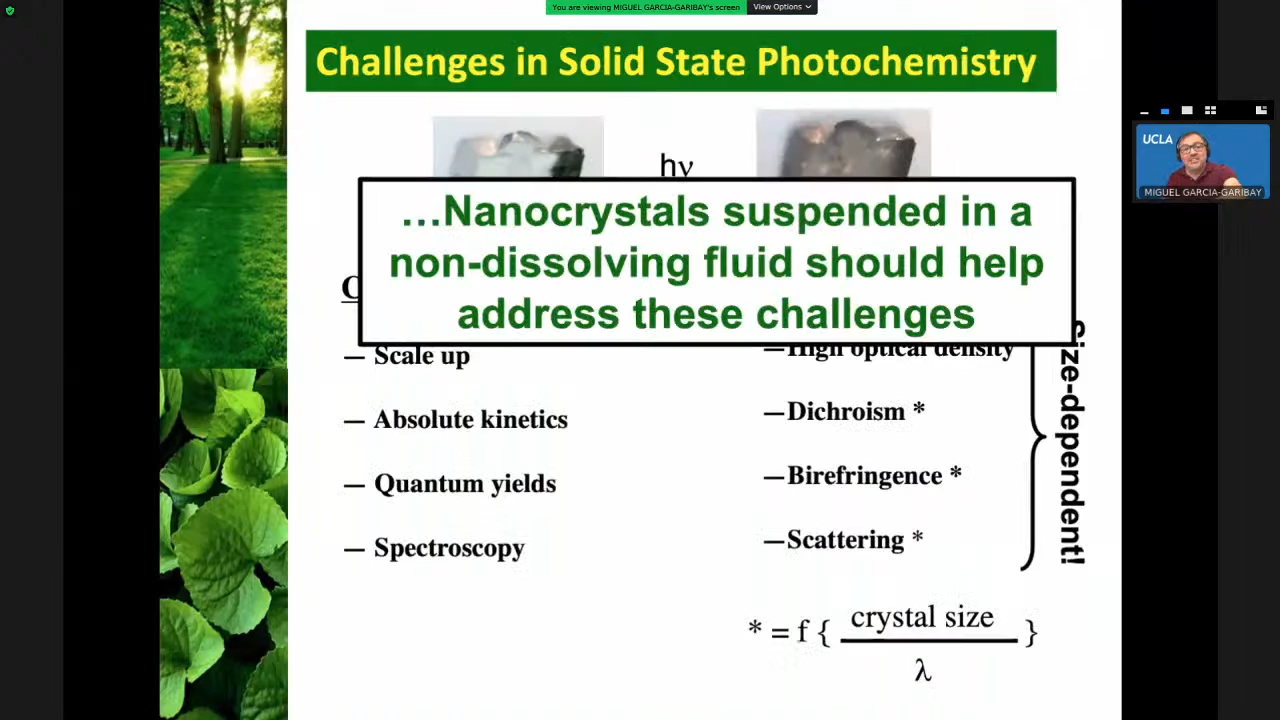 You are viewing MIGUEL GARCIA-GARIBAY's screen
View Options
Challenges in Solid State Photochemistry
hν
…Nanocrystals suspended in a
non-dissolving fluid should help
address these challenges
— Scale up
— Absolute kinetics
— Quantum yields
— Spectroscopy
—High optical density
—Dichroism *
—Birefringence *
—Scattering *
Size-dependent!
* = f { crystal size }
λ
UCLA
MIGUEL GARCIA-GARIBAY